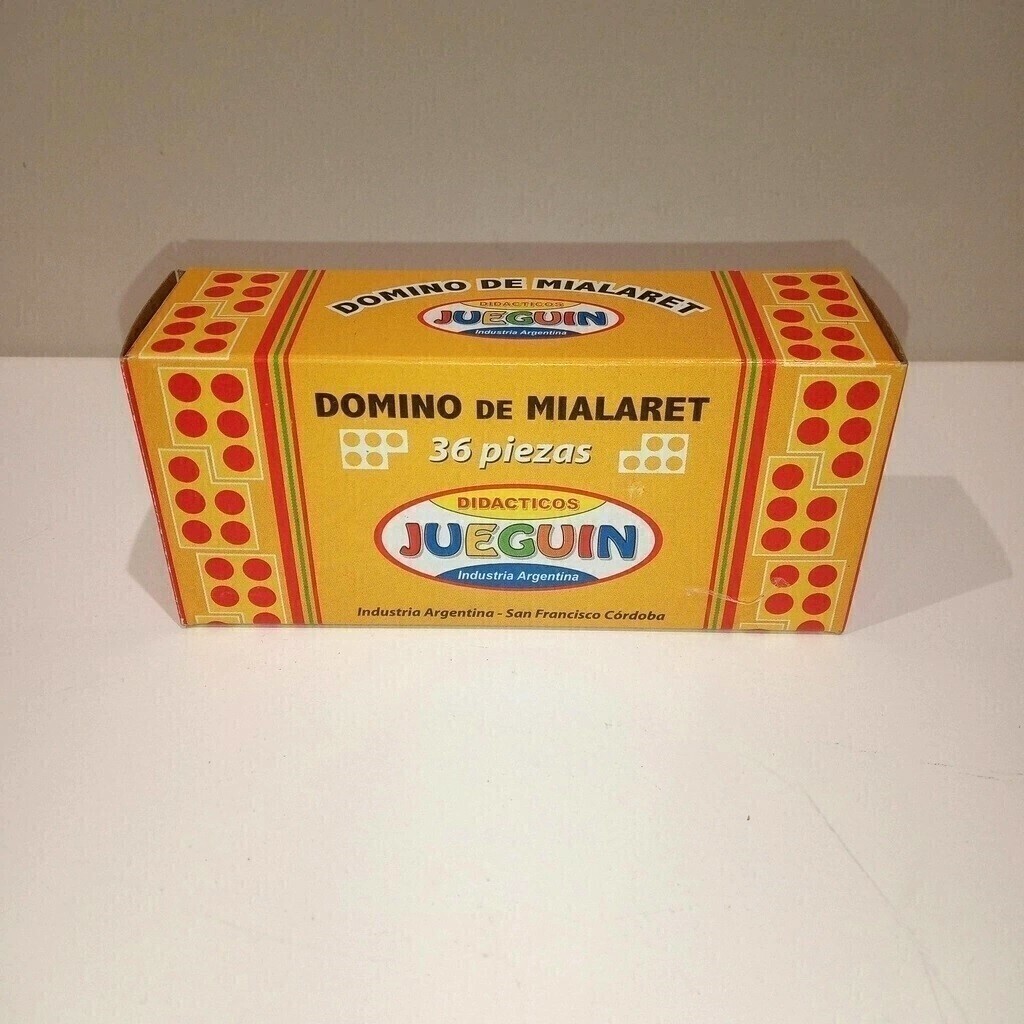 DOMINO DE MIALARET
DIDACTICOS
JUEGUIN
Industria Argentina
DOMINO DE MIALARET
36 piezas
DIDACTICOS
JUEGUIN
Industria Argentina
Industria Argentina - San Francisco Córdoba